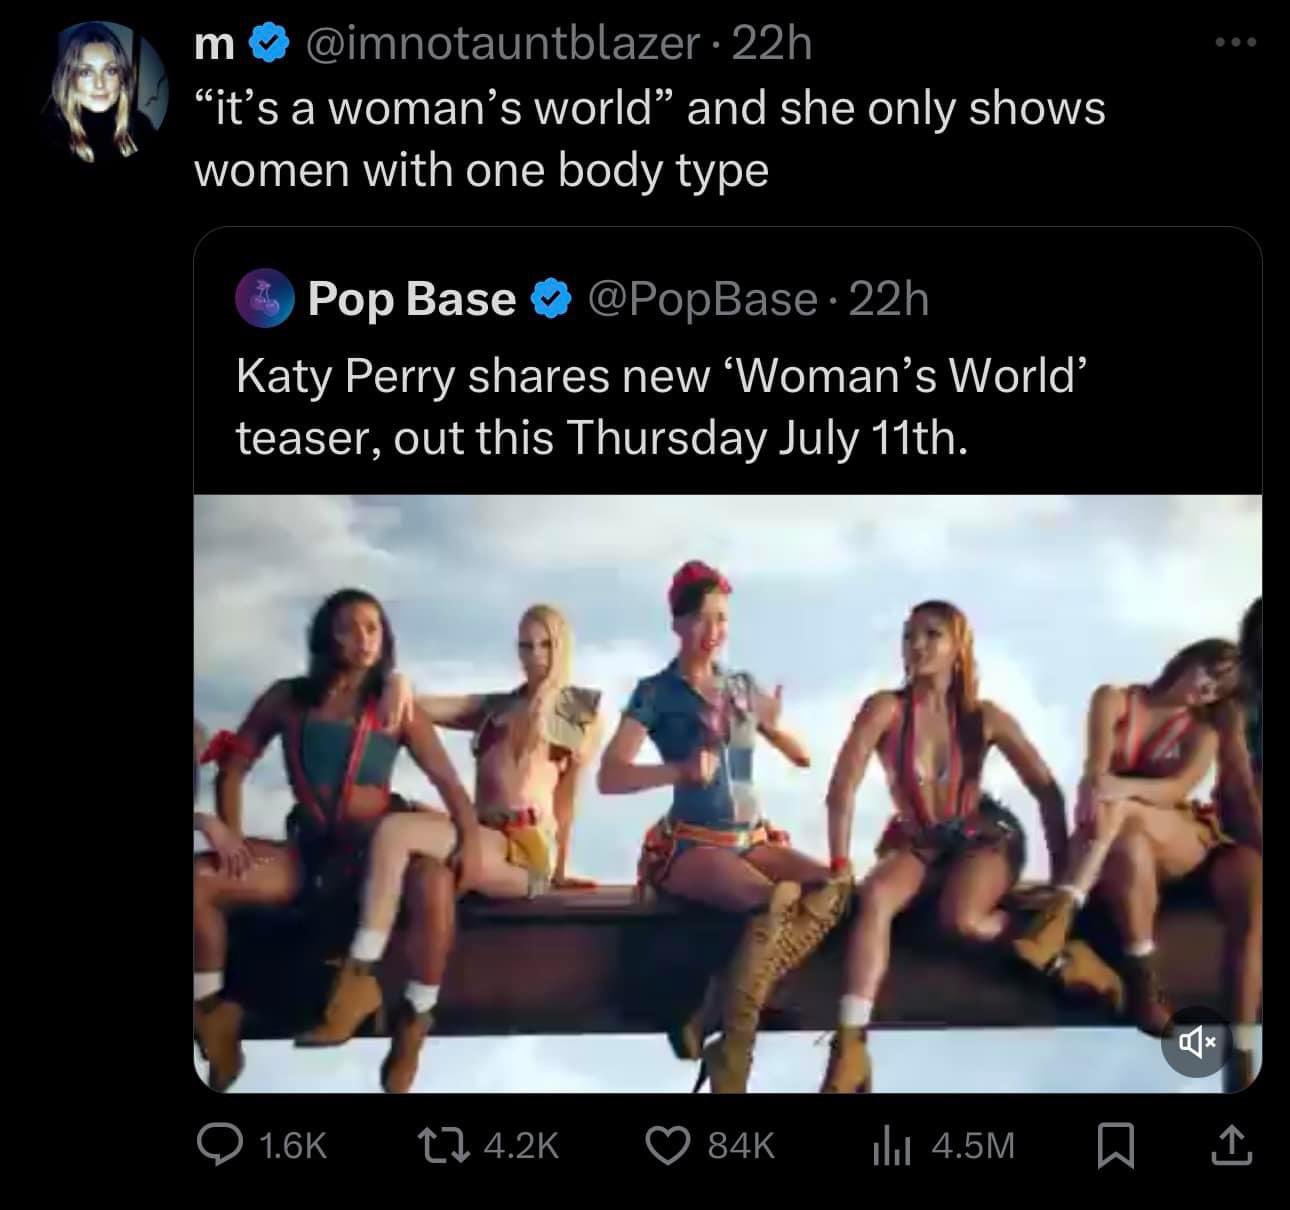 m @imnotauntblazer · 22h
“it’s a woman’s world” and she only shows
women with one body type
Pop Base @PopBase · 22h
Katy Perry shares new ‘Woman’s World’
teaser, out this Thursday July 11th.
1.6K 4.2K 84K 4.5M